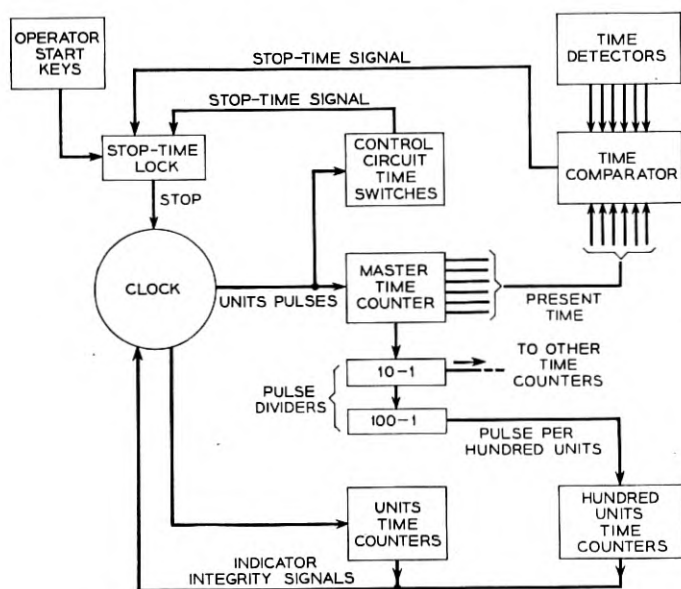 OPERATOR
START
KEYS
TIME
DETECTORS
STOP-TIME SIGNAL
STOP-TIME SIGNAL
STOP-TIME
LOCK
CONTROL
CIRCUIT
TIME
SWITCHES
TIME
COMPARATOR
STOP
CLOCK
UNITS PULSES
MASTER
TIME
COUNTER
PRESENT
TIME
10-1
TO OTHER
TIME
COUNTERS
PULSE
DIVIDERS
100-1
PULSE PER
HUNDRED UNITS
UNITS
TIME
COUNTERS
HUNDRED
UNITS
TIME
COUNTERS
INDICATOR
INTEGRITY SIGNALS